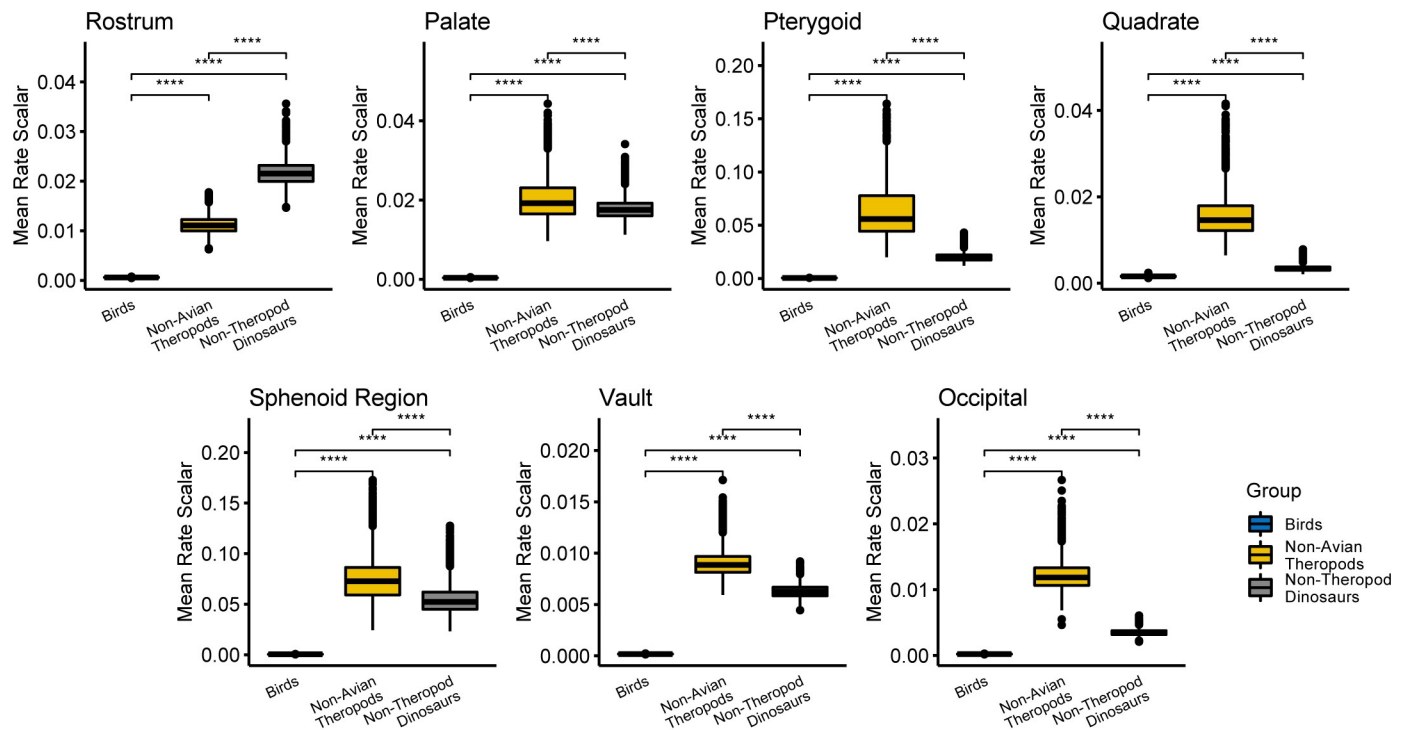 Rostrum
Mean Rate Scalar
0.04
0.03
0.02
0.01
0.00
****
****
****
Birds
Non-Avian
Theropods
Non-Theropod
Dinosaurs
Palate
Mean Rate Scalar
0.04
0.02
0.00
****
****
****
Birds
Non-Avian
Theropods
Non-Theropod
Dinosaurs
Pterygoid
Mean Rate Scalar
0.20
0.15
0.10
0.05
0.00
****
****
****
Birds
Non-Avian
Theropods
Non-Theropod
Dinosaurs
Quadrate
Mean Rate Scalar
0.04
0.02
0.00
****
****
****
Birds
Non-Avian
Theropods
Non-Theropod
Dinosaurs
Sphenoid Region
Mean Rate Scalar
0.20
0.15
0.10
0.05
0.00
****
****
****
Birds
Non-Avian
Theropods
Non-Theropod
Dinosaurs
Vault
Mean Rate Scalar
0.020
0.015
0.010
0.005
0.000
****
****
****
Birds
Non-Avian
Theropods
Non-Theropod
Dinosaurs
Occipital
Mean Rate Scalar
0.03
0.02
0.01
0.00
****
****
****
Birds
Non-Avian
Theropods
Non-Theropod
Dinosaurs
Group
Birds
Non-Avian
Theropods
Non-Theropod
Dinosaurs